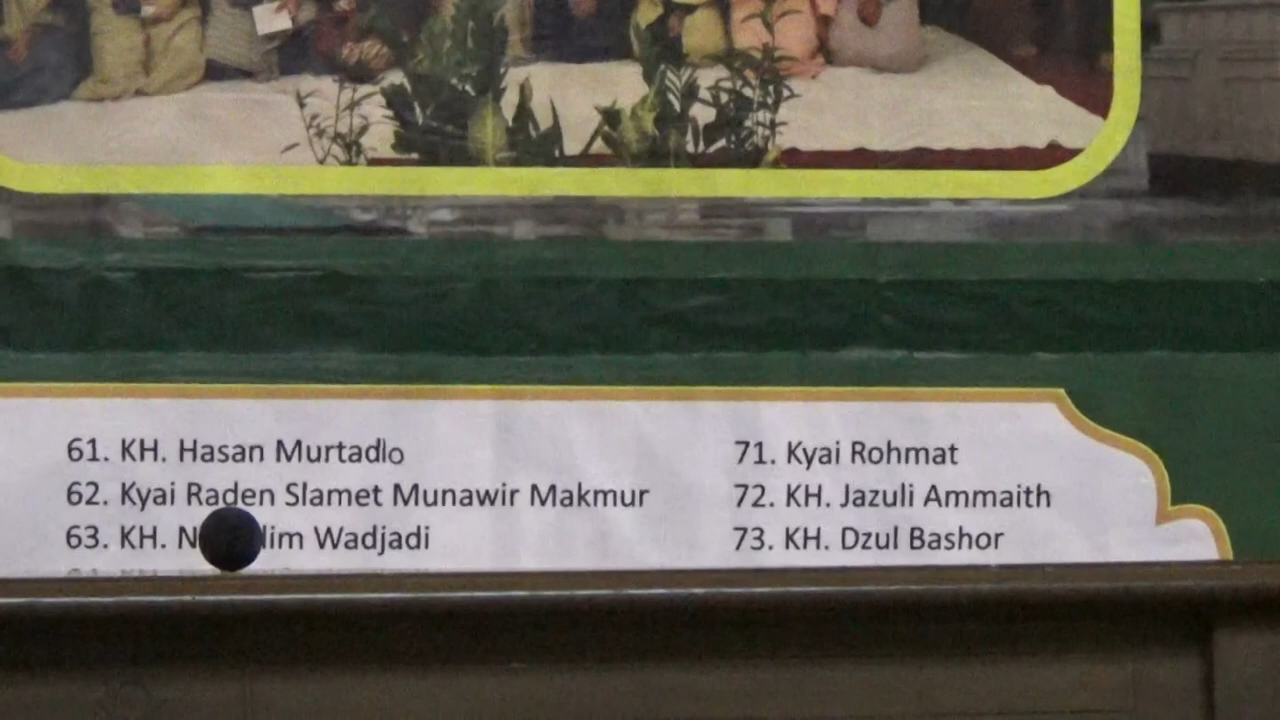 61. KH. Hasan Murtadlo
62. Kyai Raden Slamet Munawir Makmur
63. KH. Wadjadi
71. Kyai Rohmat
72. KH. Jazuli Ammaith
73. KH. Dzul Bashor